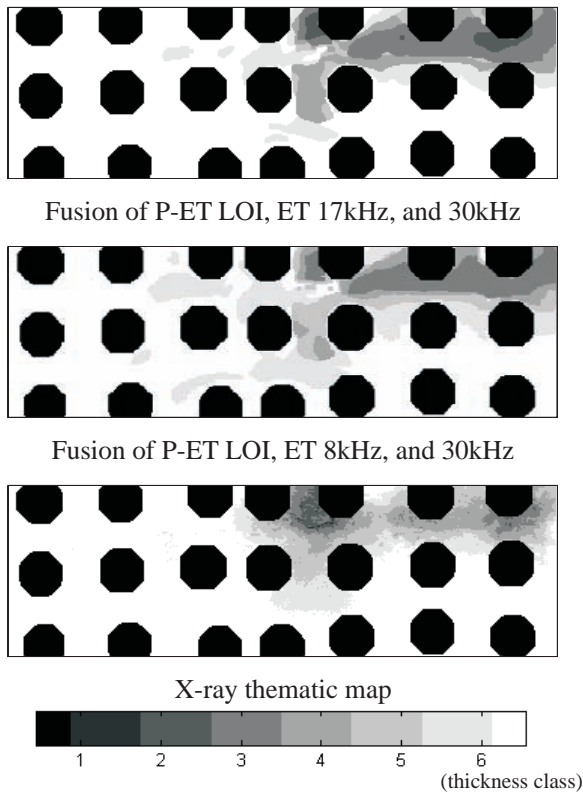 Fusion of P-ET LOI, ET 17kHz, and 30kHz
Fusion of P-ET LOI, ET 8kHz, and 30kHz
X-ray thematic map
1 2 3 4 5 6
(thickness class)